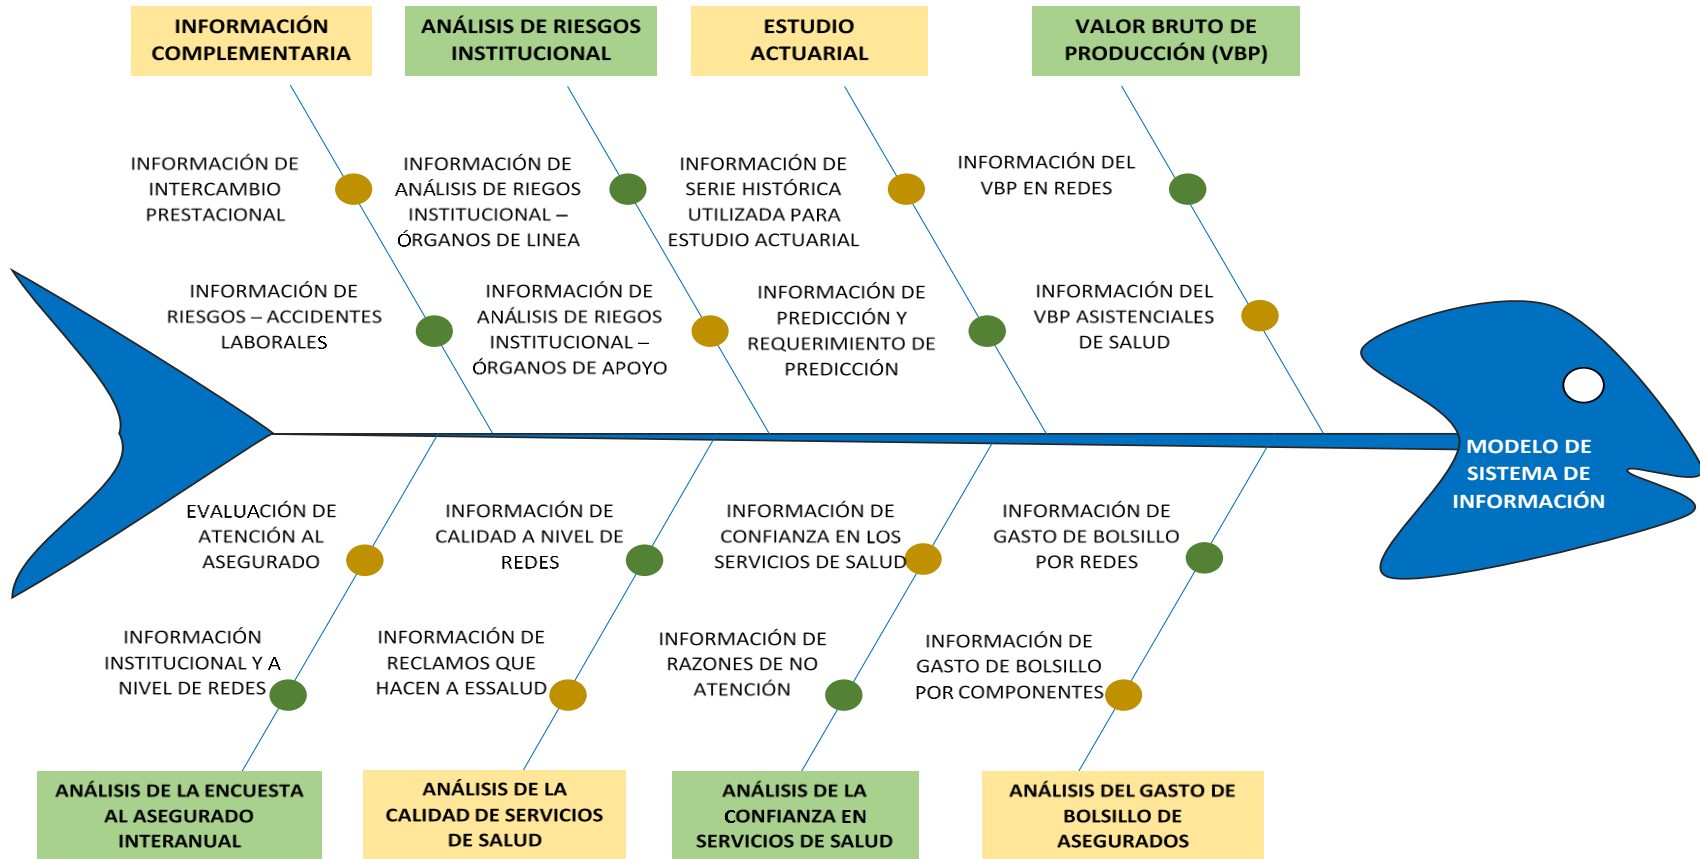 INFORMACIÓN
COMPLEMENTARIA
ANÁLISIS DE RIESGOS
INSTITUCIONAL
ESTUDIO
ACTUARIAL
VALOR BRUTO DE
PRODUCCIÓN (VBP)
INFORMACIÓN DE
INTERCAMBIO
PRESTACIONAL
INFORMACIÓN DE
ANÁLISIS DE RIEGOS
INSTITUCIONAL –
ÓRGANOS DE LINEA
INFORMACIÓN DE
SERIE HISTÓRICA
UTILIZADA PARA
ESTUDIO ACTUARIAL
INFORMACIÓN DEL
VBP EN REDES
INFORMACIÓN DE
RIESGOS – ACCIDENTES
LABORALES
INFORMACIÓN DE
ANÁLISIS DE RIEGOS
INSTITUCIONAL –
ÓRGANOS DE APOYO
INFORMACIÓN DE
PREDICCIÓN Y
REQUERIMIENTO DE
PREDICCIÓN
INFORMACIÓN DEL
VBP ASISTENCIALES
DE SALUD
MODELO DE
SISTEMA DE
INFORMACIÓN
EVALUACIÓN DE
ATENCIÓN AL
ASEGURADO
INFORMACIÓN DE
CALIDAD A NIVEL DE
REDES
INFORMACIÓN DE
CONFIANZA EN LOS
SERVICIOS DE SALUD
INFORMACIÓN DE
GASTO DE BOLSILLO
POR REDES
INFORMACIÓN
INSTITUCIONAL Y A
NIVEL DE REDES
INFORMACIÓN DE
RECLAMOS QUE
HACEN A ESSALUD
INFORMACIÓN DE
RAZONES DE NO
ATENCIÓN
INFORMACIÓN DE
GASTO DE BOLSILLO
POR COMPONENTES
ANÁLISIS DE LA ENCUESTA
AL ASEGURADO
INTERANUAL
ANÁLISIS DE LA
CALIDAD DE SERVICIOS
DE SALUD
ANÁLISIS DE LA
CONFIANZA EN
SERVICIOS DE SALUD
ANÁLISIS DEL GASTO DE
BOLSILLO DE
ASEGURADOS